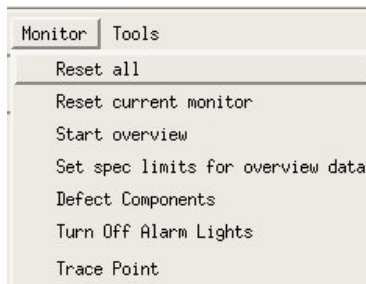 Monitor Tools
Reset all
Reset current monitor
Start overview
Set spec limits for overview data
Defect Components
Turn Off Alarm Lights
Trace Point